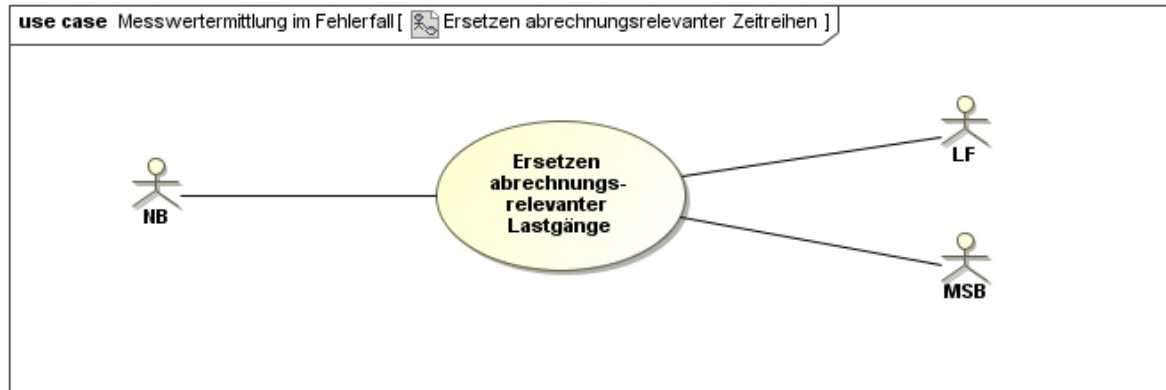 use case Messwertermittlung im Fehlerfall [ Ersetzen abrechnungsrelevanter Zeitreihen ]
LF
Ersetzen
abrechnungs-
relevanter
Lastgänge
NB
MSB